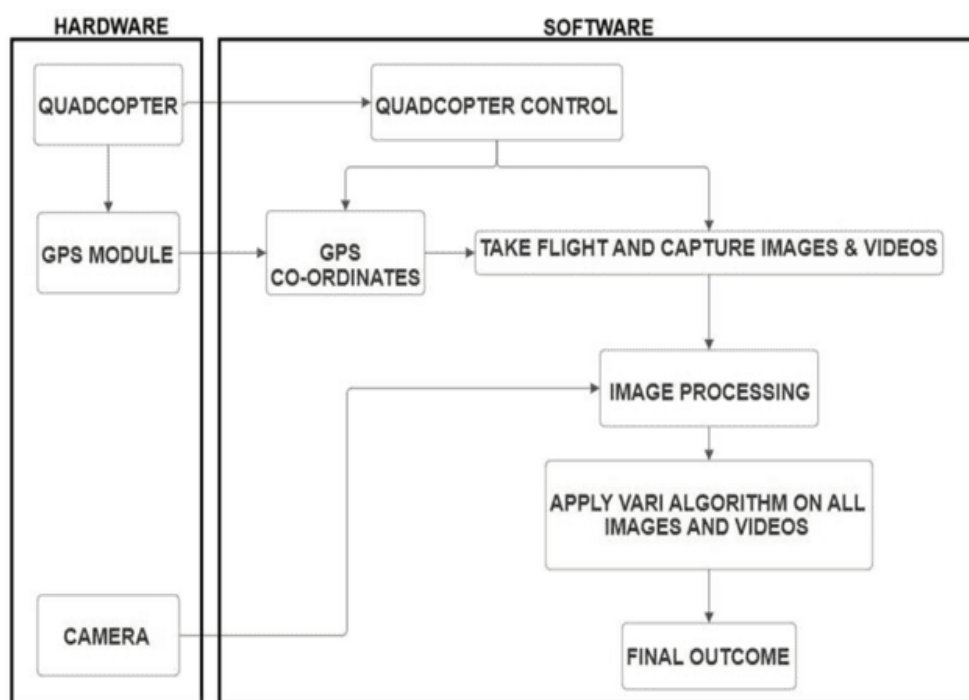 HARDWARE
SOFTWARE
QUADCOPTER
QUADCOPTER CONTROL
GPS MODULE
GPS
CO-ORDINATES
TAKE FLIGHT AND CAPTURE IMAGES & VIDEOS
IMAGE PROCESSING
APPLY VARI ALGORITHM ON ALL
IMAGES AND VIDEOS
CAMERA
FINAL OUTCOME